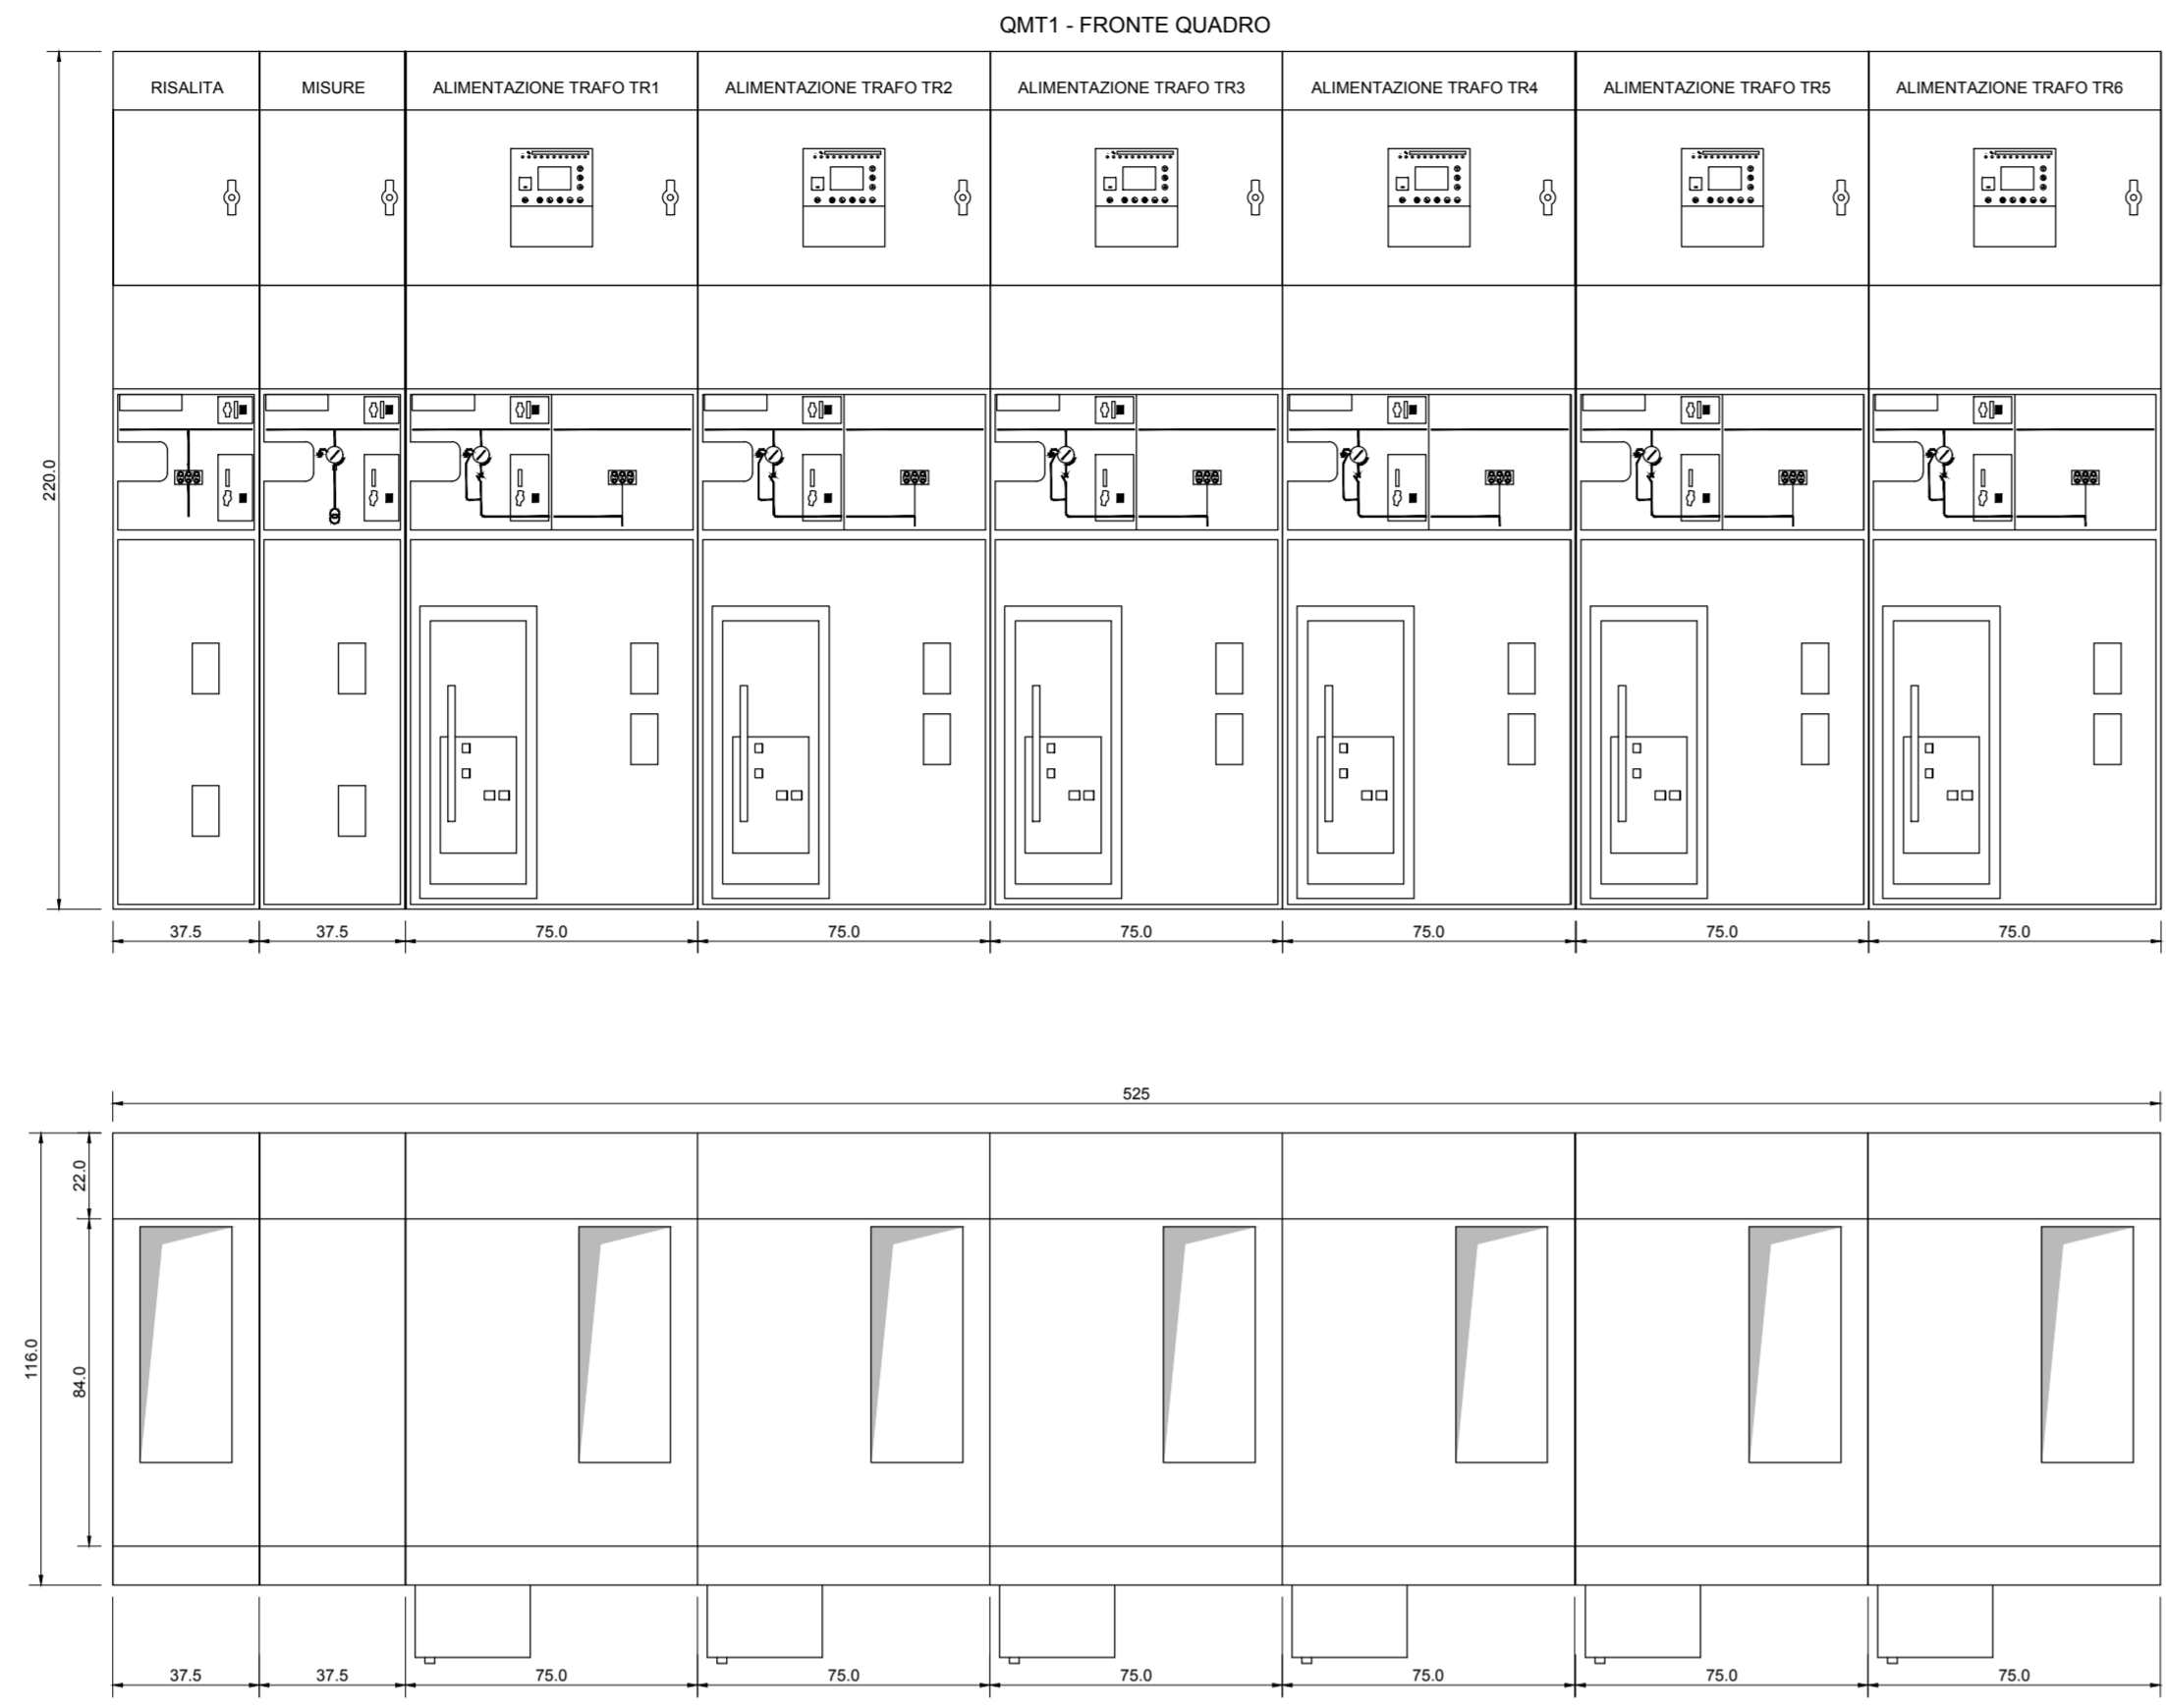 QMT1 - FRONTE QUADRO
RISALITA
MISURE
ALIMENTAZIONE TRAFO TR1
ALIMENTAZIONE TRAFO TR2
ALIMENTAZIONE TRAFO TR3
ALIMENTAZIONE TRAFO TR4
ALIMENTAZIONE TRAFO TR5
ALIMENTAZIONE TRAFO TR6
220.0
37.5
37.5
75.0
75.0
75.0
75.0
75.0
75.0
525
22.0
116.0
84.0
37.5
37.5
75.0
75.0
75.0
75.0
75.0
75.0